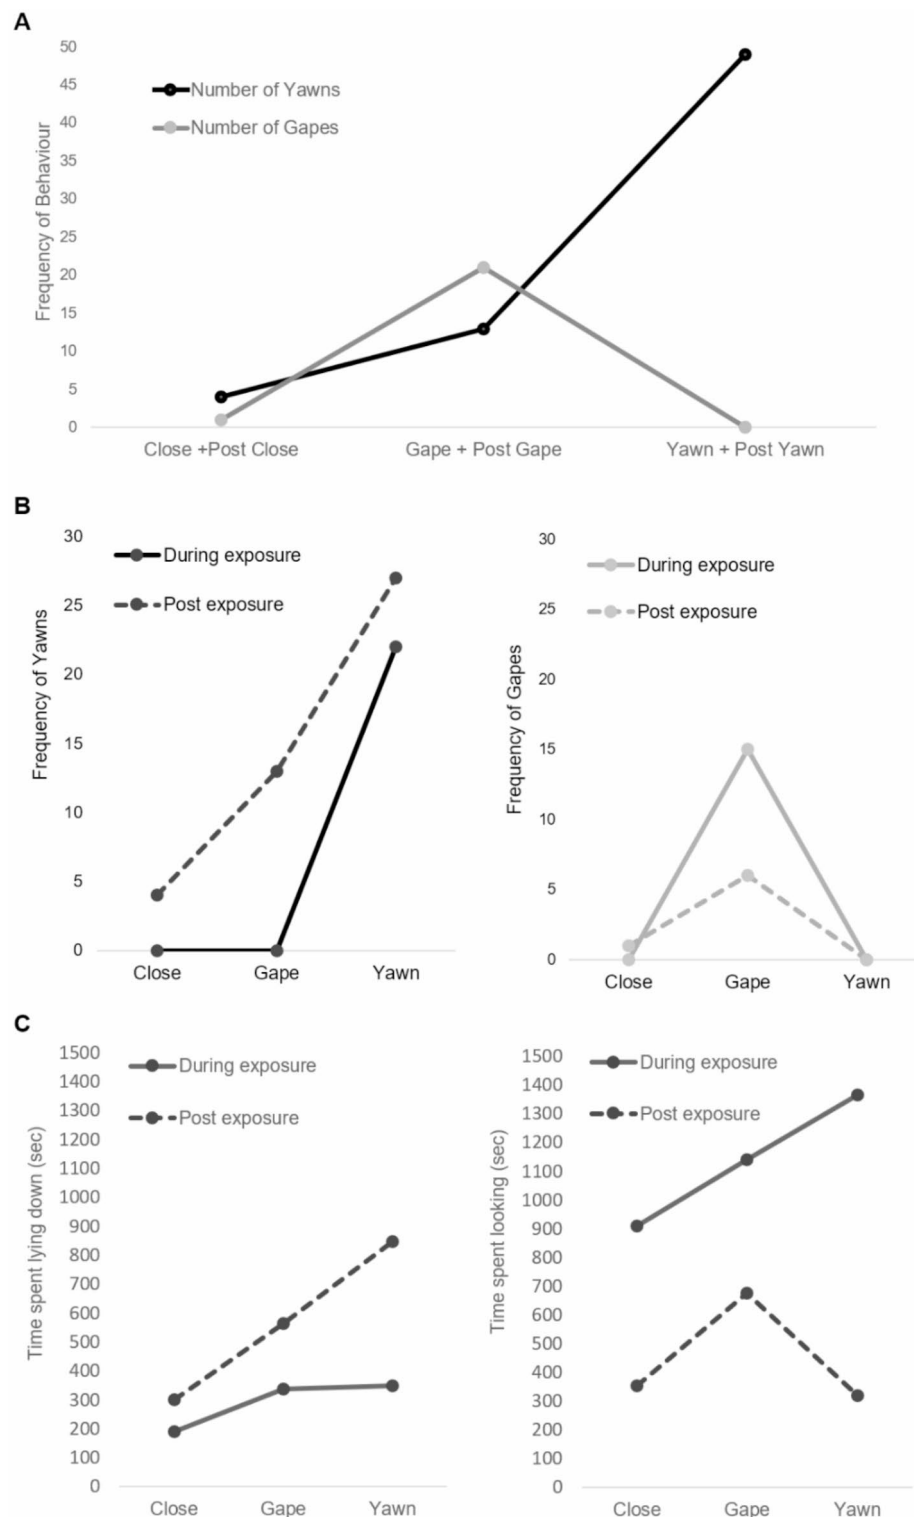 A
50
45
40
35
30
25
20
15
10
5
0
Frequency of Behaviour
Number of Yawns
Number of Gapes
Close +Post Close
Gape + Post Gape
Yawn + Post Yawn
B
30
25
20
15
10
5
0
Frequency of Yawns
During exposure
Post exposure
Close
Gape
Yawn
30
25
20
15
10
5
0
Frequency of Gapes
During exposure
Post exposure
Close
Gape
Yawn
C
1500
1400
1300
1200
1100
1000
900
800
700
600
500
400
300
200
100
0
Time spent lying down (sec)
During exposure
Post exposure
Close
Gape
Yawn
1500
1400
1300
1200
1100
1000
900
800
700
600
500
400
300
200
100
0
Time spent looking (sec)
During exposure
Post exposure
Close
Gape
Yawn